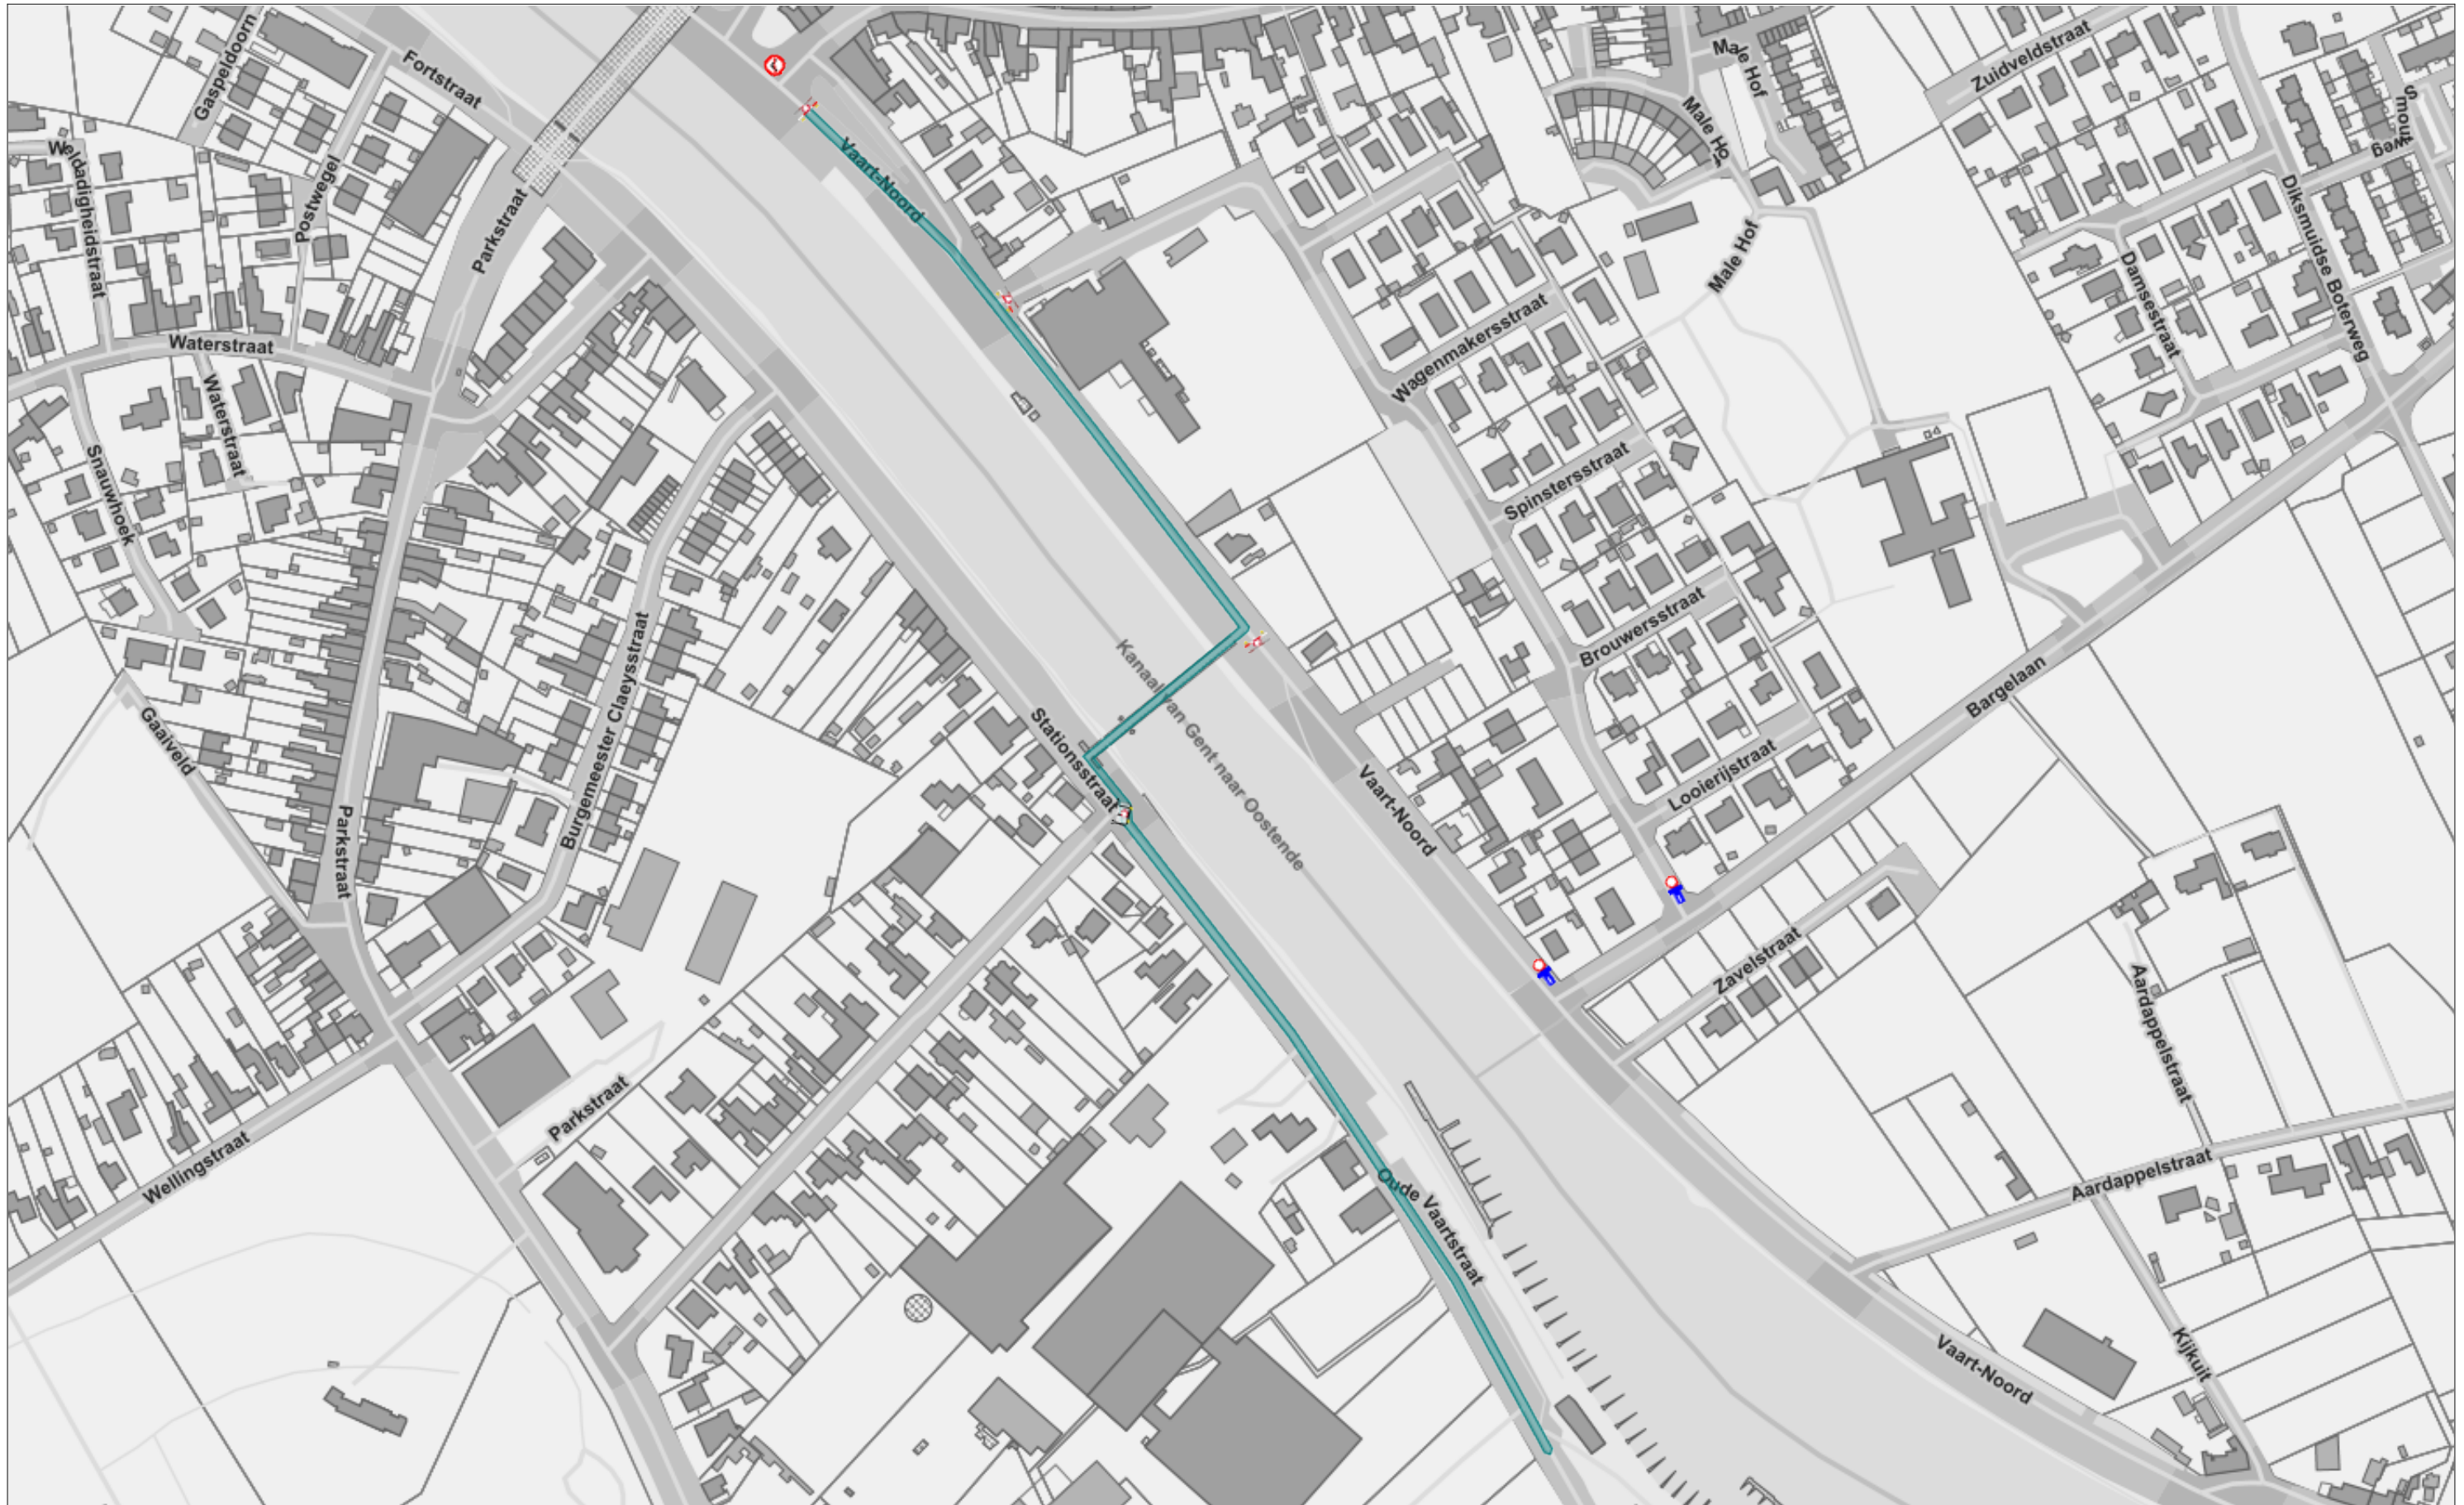 Gaspeldoorn
Fortstraat
Male Hof
Zuidveldstraat
Weldadigheidstraat
Postwegel
Parkstraat
Vaart-Noord
Male Hof
Male Hof
Smoutweg
Diksmuidse Boterweg
Damsestraat
Waterstraat
Waterstraat
Wagenmakersstraat
Snauwhoek
Spinstersstraat
Brouwersstraat
Burgemeester Claeysstraat
Kanaal van Gent naar Oostende
Bargelaan
Gaaiveld
Stationsstraat
Looierijstraat
Vaart-Noord
Parkstraat
Zavelstraat
Aardappelstraat
Parkstraat
Wellingstraat
Oude Vaartstraat
Aardappelstraat
Vaart-Noord
Kijkuit